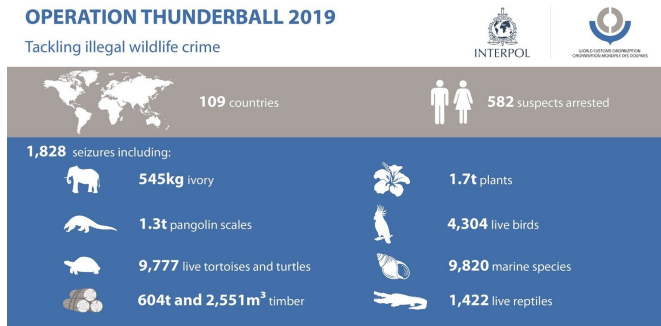 OPERATION THUNDERBALL 2019
Tackling illegal wildlife crime
INTERPOL
WORLD CUSTOMS ORGANIZATION
ORGANISATION MONDIALE DES DOUANES
109 countries
582 suspects arrested
1,828 seizures including:
545kg ivory
1.7t plants
1.3t pangolin scales
4,304 live birds
9,777 live tortoises and turtles
9,820 marine species
604t and 2,551m³ timber
1,422 live reptiles